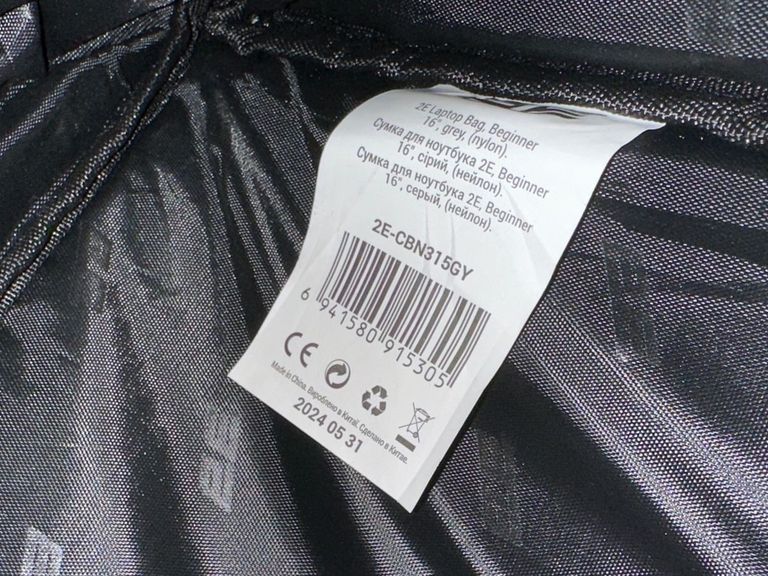 2E
2E Laptop Bag, Beginner
16", grey, (nylon).
Сумка для ноутбука 2E, Beginner
16", сірий, (нейлон).
Сумка для ноутбука 2E, Beginner
16", серый, (нейлон).
2E-CBN315GY
6 941580 915305
CE
Made in China. Вироблено в Китаї. Сделано в Китае.
2024 05 31
2E